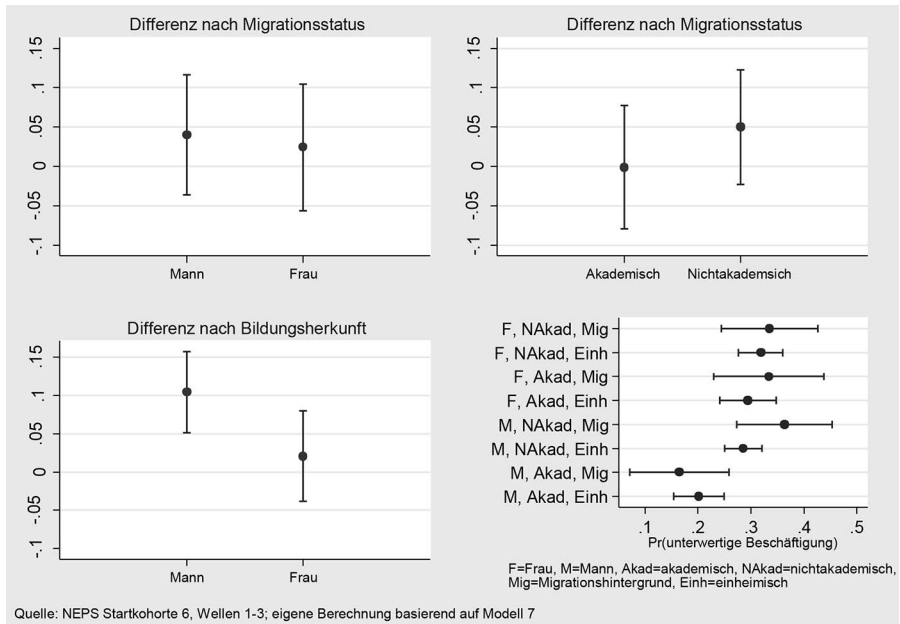 Differenz nach Migrationsstatus
.15
.1
.05
0
-.05
-.1
Mann Frau
Differenz nach Migrationsstatus
.15
.1
.05
0
-.05
-.1
Akademisch Nichtakademsich
Differenz nach Bildungsherkunft
.15
.1
.05
0
-.05
-.1
Mann Frau
F, NAkad, Mig
F, NAkad, Einh
F, Akad, Mig
F, Akad, Einh
M, NAkad, Mig
M, NAkad, Einh
M, Akad, Mig
M, Akad, Einh
.1 .2 .3 .4 .5
Pr(unterwertige Beschäftigung)
F=Frau, M=Mann, Akad=akademisch, NAkad=nichtakademisch,
Mig=Migrationshintergrund, Einh=einheimisch
Quelle: NEPS Startkohorte 6, Wellen 1-3; eigene Berechnung basierend auf Modell 7